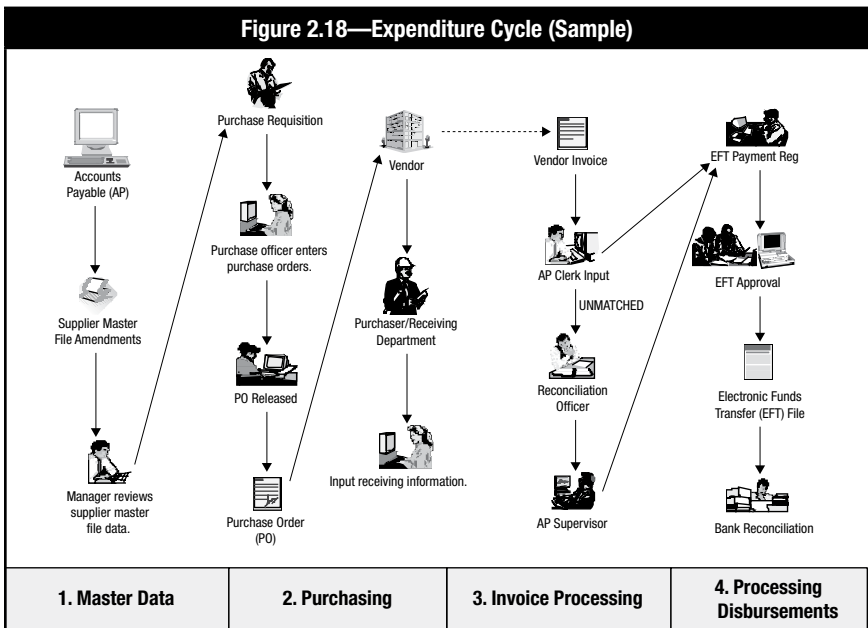 Figure 2.18—Expenditure Cycle (Sample)
Accounts
Payable (AP)
Supplier Master
File Amendments
Manager reviews
supplier master
file data.
Purchase Requisition
Purchase officer enters
purchase orders.
PO Released
Purchase Order
(PO)
Vendor
Purchaser/Receiving
Department
Input receiving information.
Vendor Invoice
AP Clerk Input
UNMATCHED
Reconciliation
Officer
AP Supervisor
EFT Payment Reg
EFT Approval
Electronic Funds
Transfer (EFT) File
Bank Reconciliation
1. Master Data
2. Purchasing
3. Invoice Processing
4. Processing
Disbursements